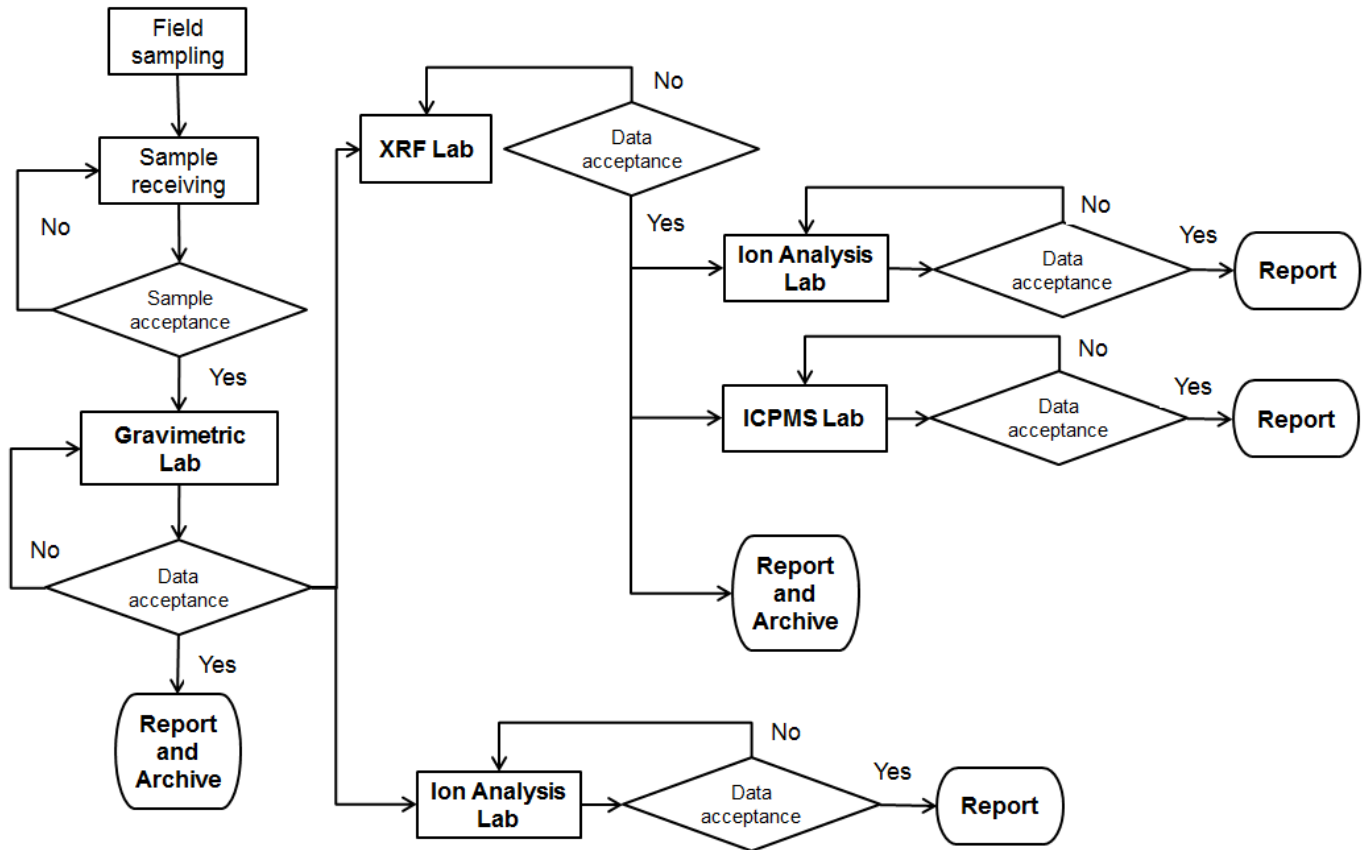 Field
sampling
Sample
receiving
No
Sample
acceptance
Yes
Gravimetric
Lab
No
Data
acceptance
Yes
Report
and
Archive
XRF Lab
No
Data
acceptance
Yes
Ion Analysis
Lab
No
Data
acceptance
Yes
Report
ICPMS Lab
No
Data
acceptance
Yes
Report
Report
and
Archive
Ion Analysis
Lab
No
Data
acceptance
Yes
Report